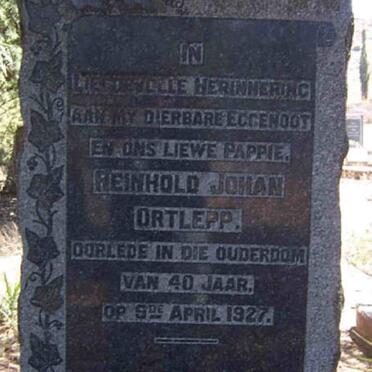 IN
LIEFDEVOLLE HERINNERING
AAN MY DIERBARE EGGENOOT
EN ONS LIEWE PAPPIE,
REINHOLD JOHAN
ORTLEPP.
OORLEDE IN DIE OUDERDOM
VAN 40 JAAR.
OP 9DE APRIL 1927.